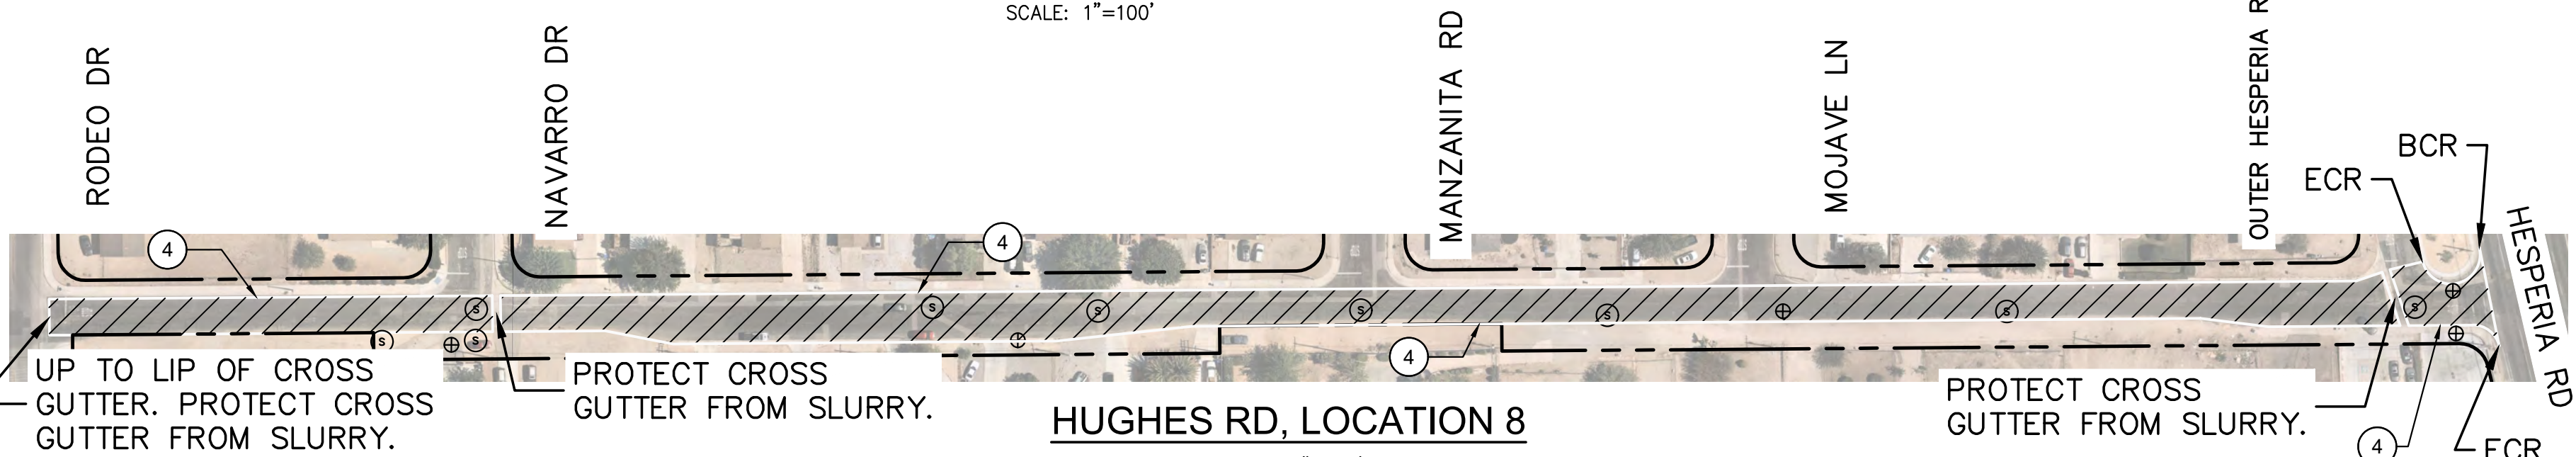 SCALE: 1"=100'
RODEO DR
NAVARRO DR
MANZANITA RD
MOJAVE LN
OUTER HESPERIA R
BCR
ECR
HESPERIA RD
4
4
S
S
S
S
S
S
S
S
S
4
UP TO LIP OF CROSS
GUTTER. PROTECT CROSS
GUTTER FROM SLURRY.
PROTECT CROSS
GUTTER FROM SLURRY.
HUGHES RD, LOCATION 8
PROTECT CROSS
GUTTER FROM SLURRY.
4
ECR